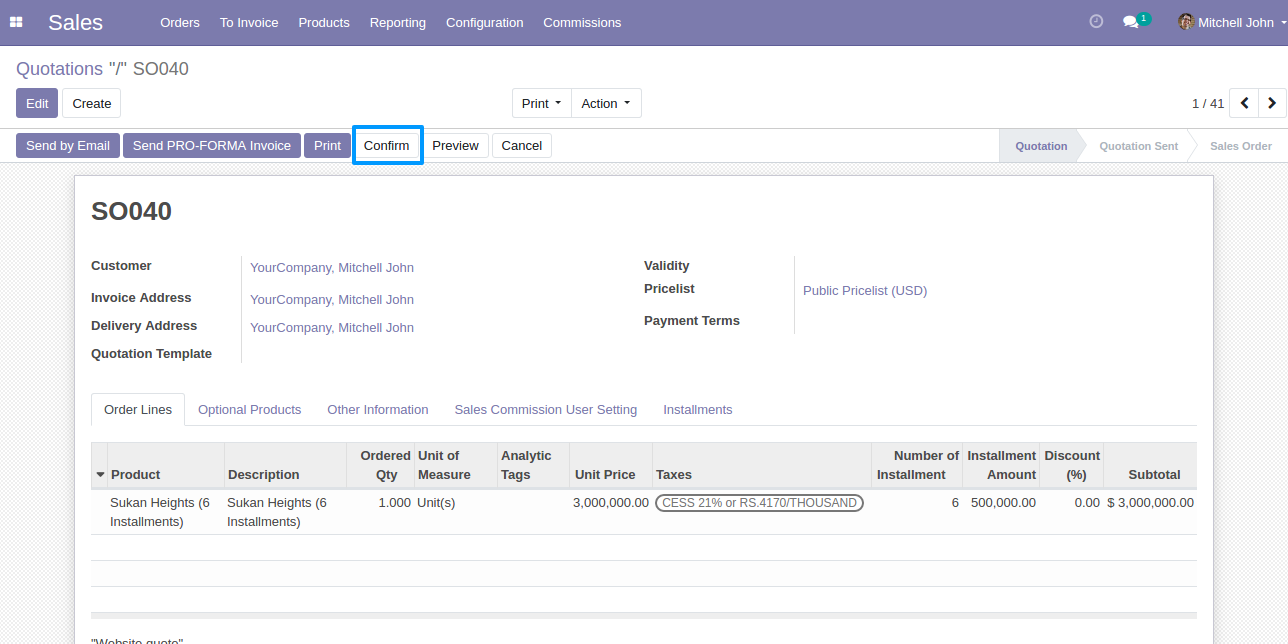 Sales Orders To Invoice Products Reporting Configuration Commissions 1 Mitchell John
Quotations "/" SO040
Edit Create Print Action 1 / 41
Send by Email Send PRO-FORMA Invoice Print Confirm Preview Cancel Quotation Quotation Sent Sales Order
SO040
Customer YourCompany, Mitchell John
Invoice Address YourCompany, Mitchell John
Delivery Address YourCompany, Mitchell John
Quotation Template
Validity
Pricelist Public Pricelist (USD)
Payment Terms
Order Lines Optional Products Other Information Sales Commission User Setting Installments
Ordered Unit of Analytic Number of Installment Discount
Product Description Qty Measure Tags Unit Price Taxes Installment Amount (%) Subtotal
Sukan Heights (6 Sukan Heights (6 1.000 Unit(s) 3,000,000.00 CESS 21% or RS.4170/THOUSAND 6 500,000.00 0.00 $ 3,000,000.00
Installments) Installments)
"Website quote"